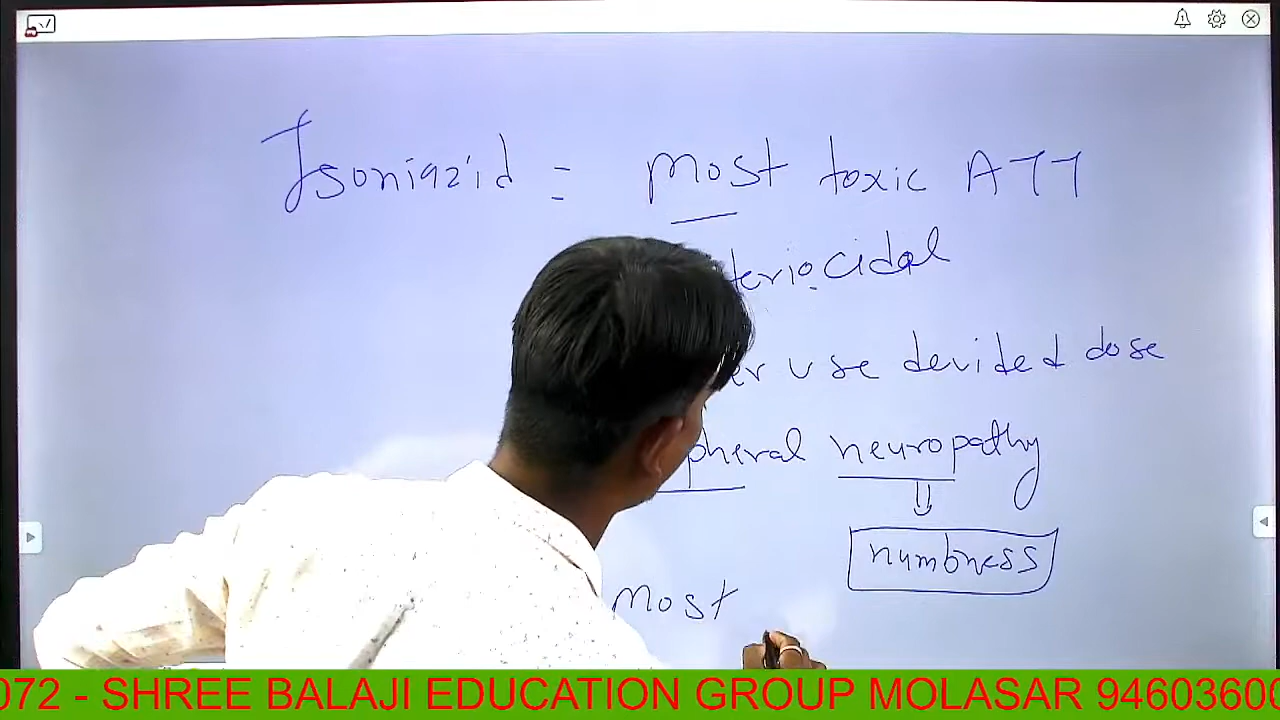 Isoniazid = most toxic ATT
teriocidal
er use devided dose
pheral neuropathy
numbness
most
072 - SHREE BALAJI EDUCATION GROUP MOLASAR 94603600